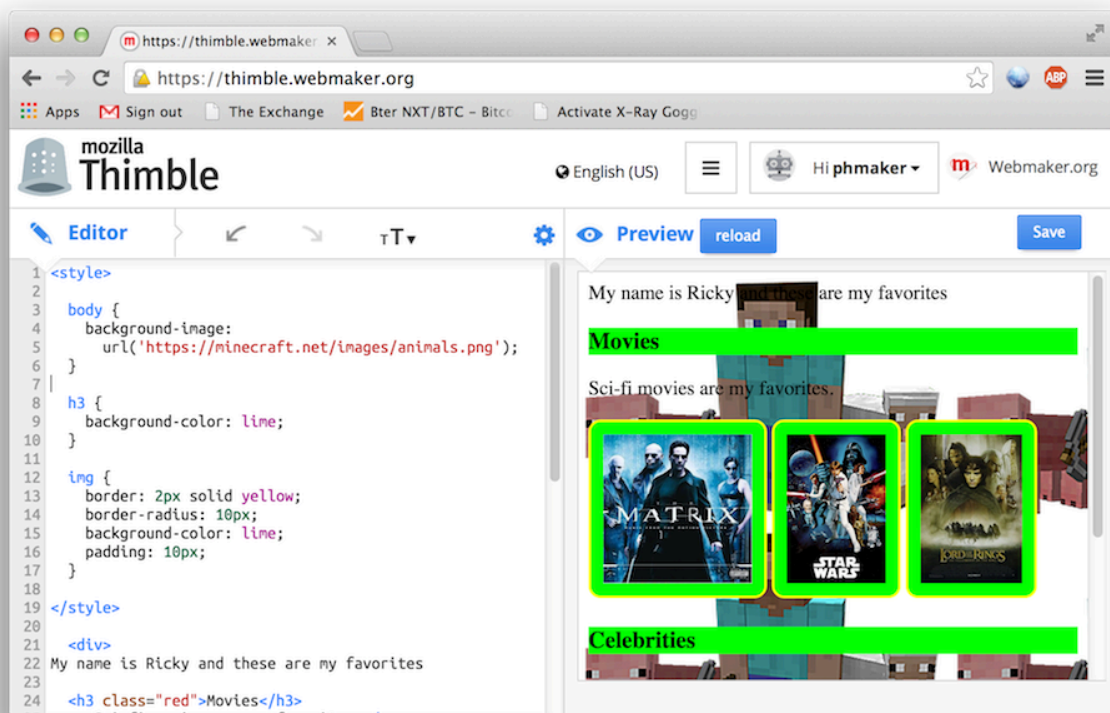 m https://thimble.webmaker ×
https://thimble.webmaker.org
ABP
Apps Sign out The Exchange Bter NXT/BTC - Bitco Activate X-Ray Gogg
mozilla
Thimble
English (US)
Hi phmaker
m Webmaker.org
Editor
TT
Preview reload
Save
1 <style>
2
3 body {
4 background-image:
5 url('https://minecraft.net/images/animals.png');
6 }
7
8 h3 {
9 background-color: lime;
10 }
11
12 img {
13 border: 2px solid yellow;
14 border-radius: 10px;
15 background-color: lime;
16 padding: 10px;
17 }
18
19 </style>
20
21 <div>
22 My name is Ricky and these are my favorites
23
24 <h3 class="red">Movies</h3>
My name is Ricky and these are my favorites
Movies
Sci-fi movies are my favorites.
MATRIX
STAR
WARS
LORD OF THE RINGS
Celebrities